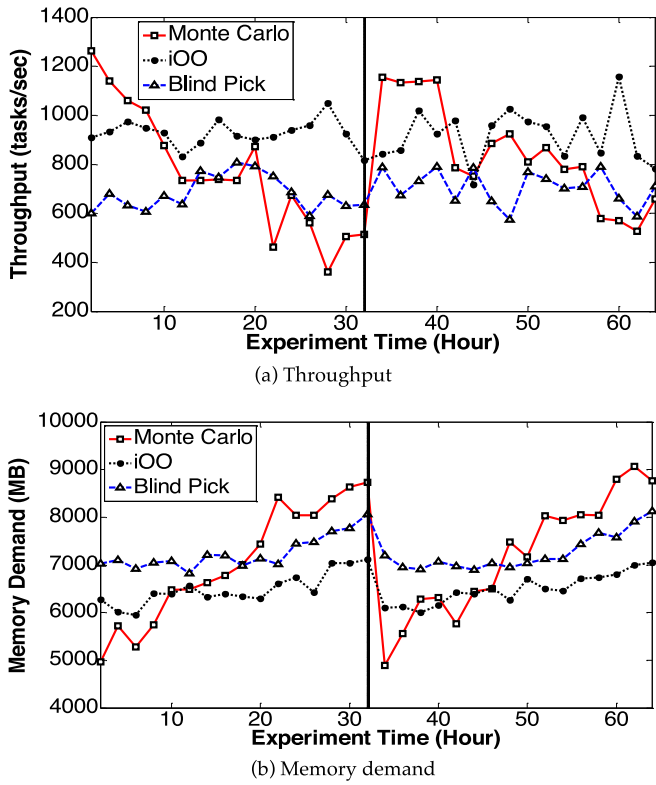 1400
1200
1000
800
600
400
200
Throughput (tasks/sec)
Monte Carlo
iOO
Blind Pick
10 20 30 40 50 60
Experiment Time (Hour)
(a) Throughput
10000
9000
8000
7000
6000
5000
4000
Memory Demand (MB)
Monte Carlo
iOO
Blind Pick
10 20 30 40 50 60
Experiment Time (Hour)
(b) Memory demand